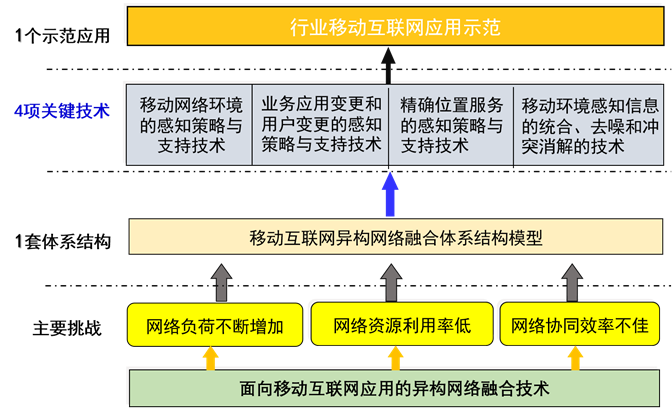 1个示范应用
行业移动互联网应用示范
4项关键技术
移动网络环境
的感知策略与
支持技术
业务应用变更和
用户变更的感知
策略与支持技术
精确位置服务
的感知策略与
支持技术
移动环境感知信息
的统合、去噪和冲
突消解的技术
1套体系结构
移动互联网异构网络融合体系结构模型
主要挑战
网络负荷不断增加
网络资源利用率低
网络协同效率不佳
面向移动互联网应用的异构网络融合技术